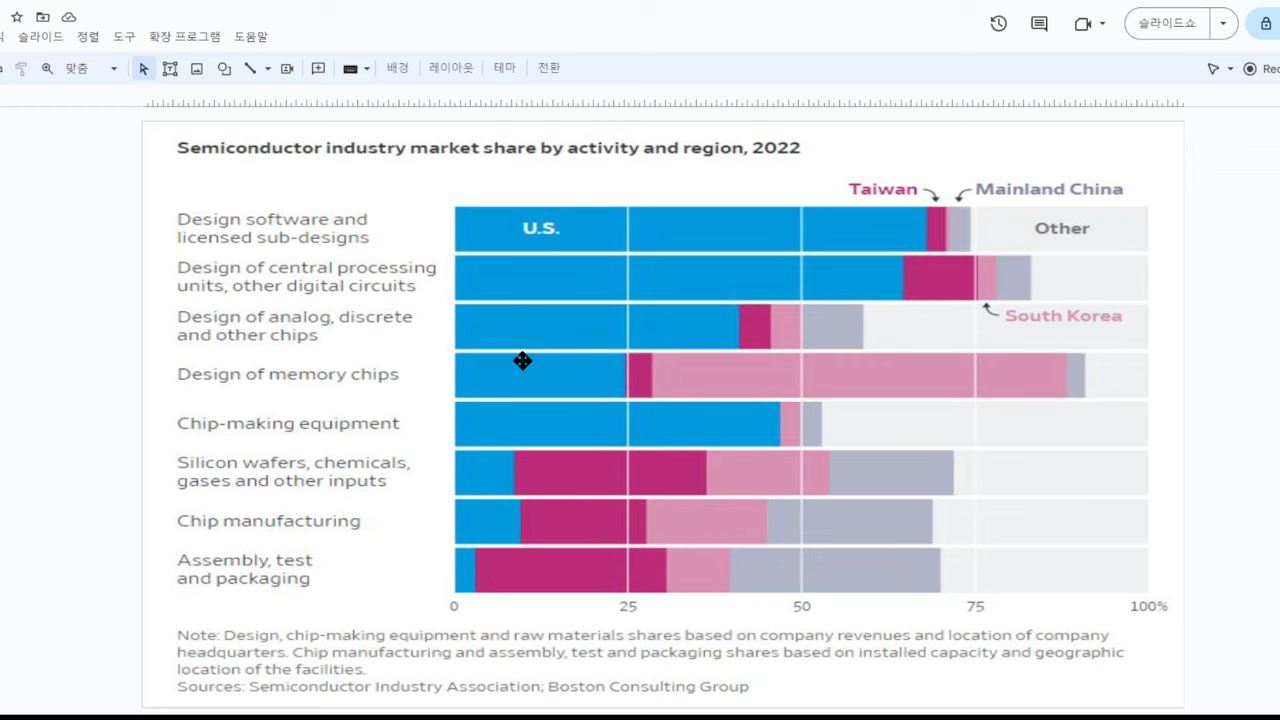 슬라이드 정렬 도구 확장 프로그램 도움말
슬라이드쇼
맞춤 배경 레이아웃 테마 전환
Semiconductor industry market share by activity and region, 2022
Taiwan Mainland China
Design software and
licensed sub-designs
U.S. Other
Design of central processing
units, other digital circuits
Design of analog, discrete
and other chips
South Korea
Design of memory chips
Chip-making equipment
Silicon wafers, chemicals,
gases and other inputs
Chip manufacturing
Assembly, test
and packaging
0 25 50 75 100%
Note: Design, chip-making equipment and raw materials shares based on company revenues and location of company
headquarters. Chip manufacturing and assembly, test and packaging shares based on installed capacity and geographic
location of the facilities.
Sources: Semiconductor Industry Association; Boston Consulting Group